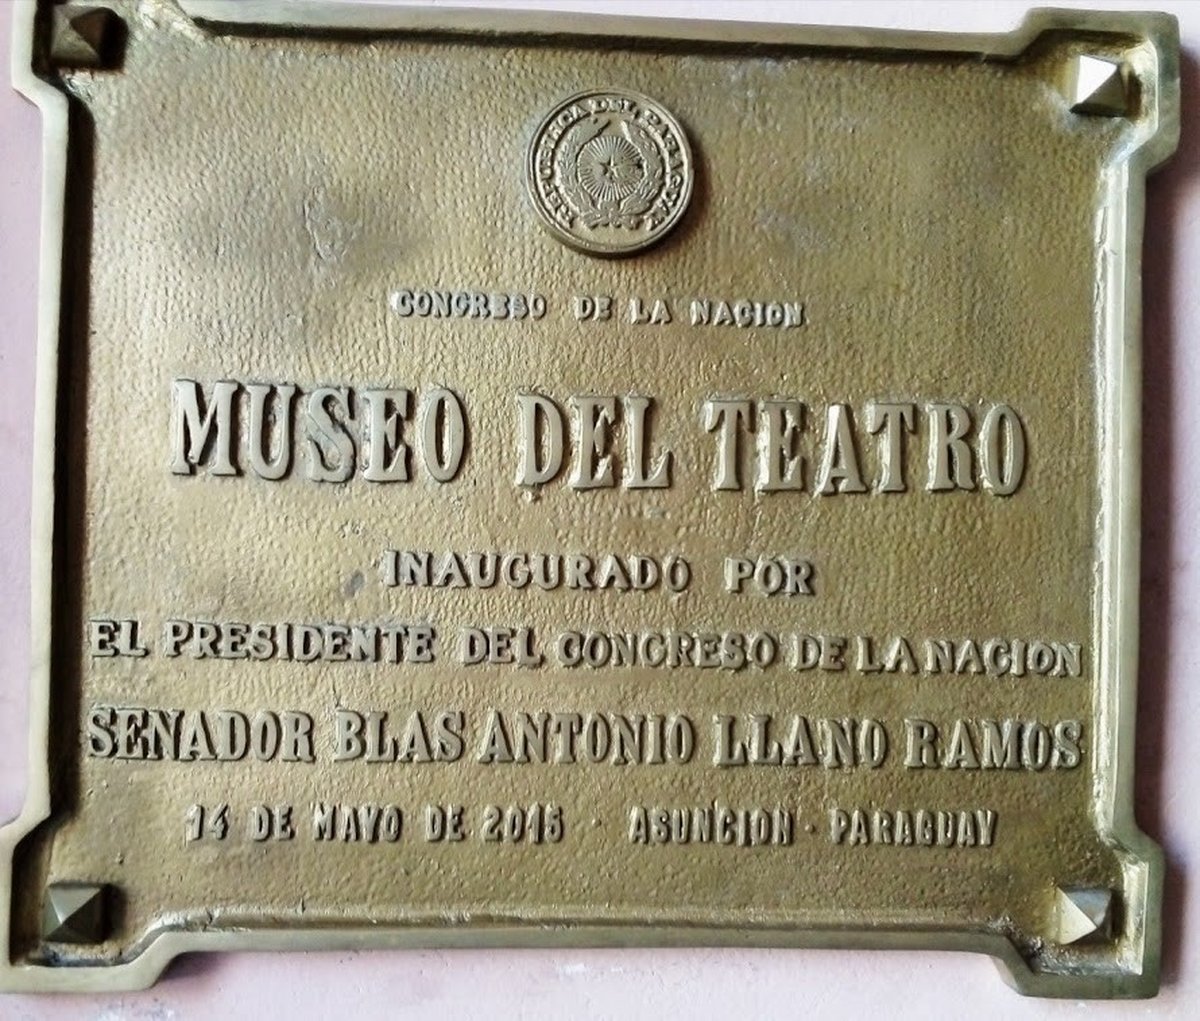 REPUBLICA DEL PARAGUAY
CONGRESO DE LA NACION
MUSEO DEL TEATRO
INAUGURADO POR
EL PRESIDENTE DEL CONGRESO DE LA NACION
SENADOR BLAS ANTONIO LLANO RAMOS
14 DE MAYO DE 2015 · ASUNCION · PARAGUAY